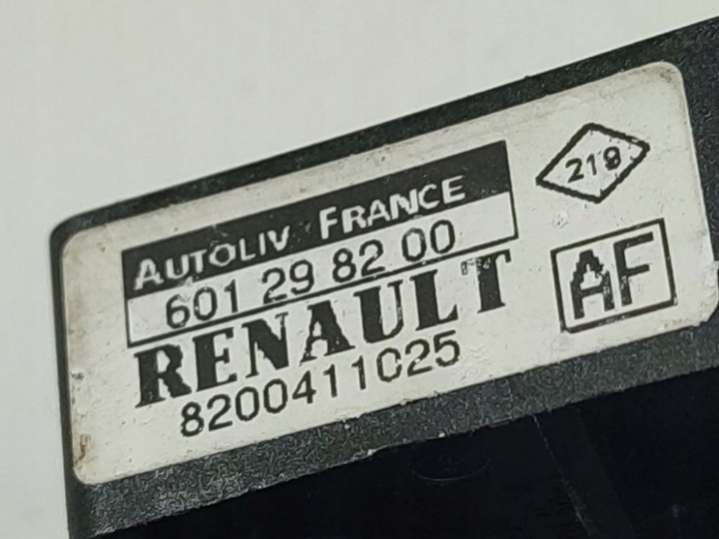 AUTOLIV FRANCE
601 29 82 00
RENAULT
8200411025
219
AF